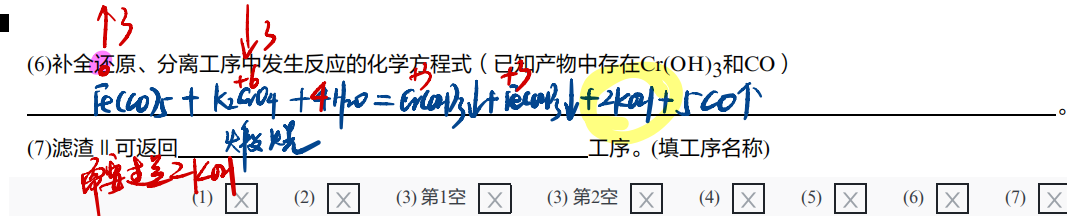 ↑3 ↓3
(6)补全还原、分离工序中发生反应的化学方程式（已知产物中存在Cr(OH)₃和CO）
0 +6 +3 +3
Fe(CO)5 + K2CrO4 + 4H2O = Cr(OH)3↓ + Fe(OH)3↓ + 2KOH + 5CO↑。
(7)滤渣Ⅱ可返回 煅烧 工序。(填工序名称)
2KOH
(1) X (2) X (3) 第1空 X (3) 第2空 X (4) X (5) X (6) X (7) X